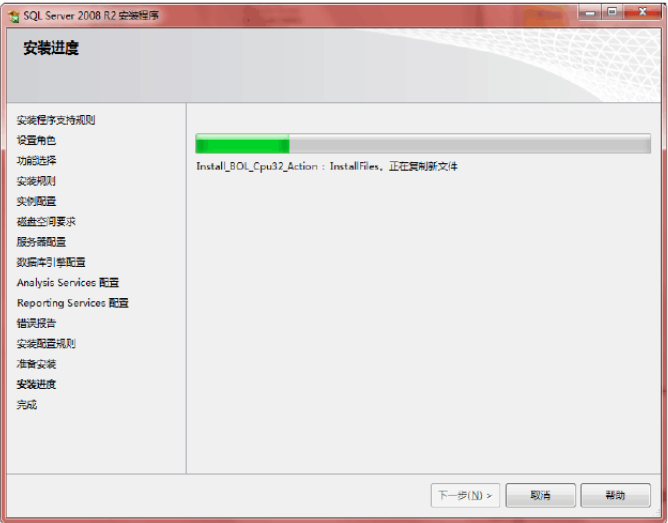 SQL Server 2008 R2 安装程序
安装进度
安装程序支持规则
设置角色
功能选择
安装规则
实例配置
磁盘空间要求
服务器配置
数据库引擎配置
Analysis Services 配置
Reporting Services 配置
错误报告
安装配置规则
准备安装
安装进度
完成
Install_BOL_Cpu32_Action : InstallFiles。正在复制新文件
下一步(N) >
取消
帮助